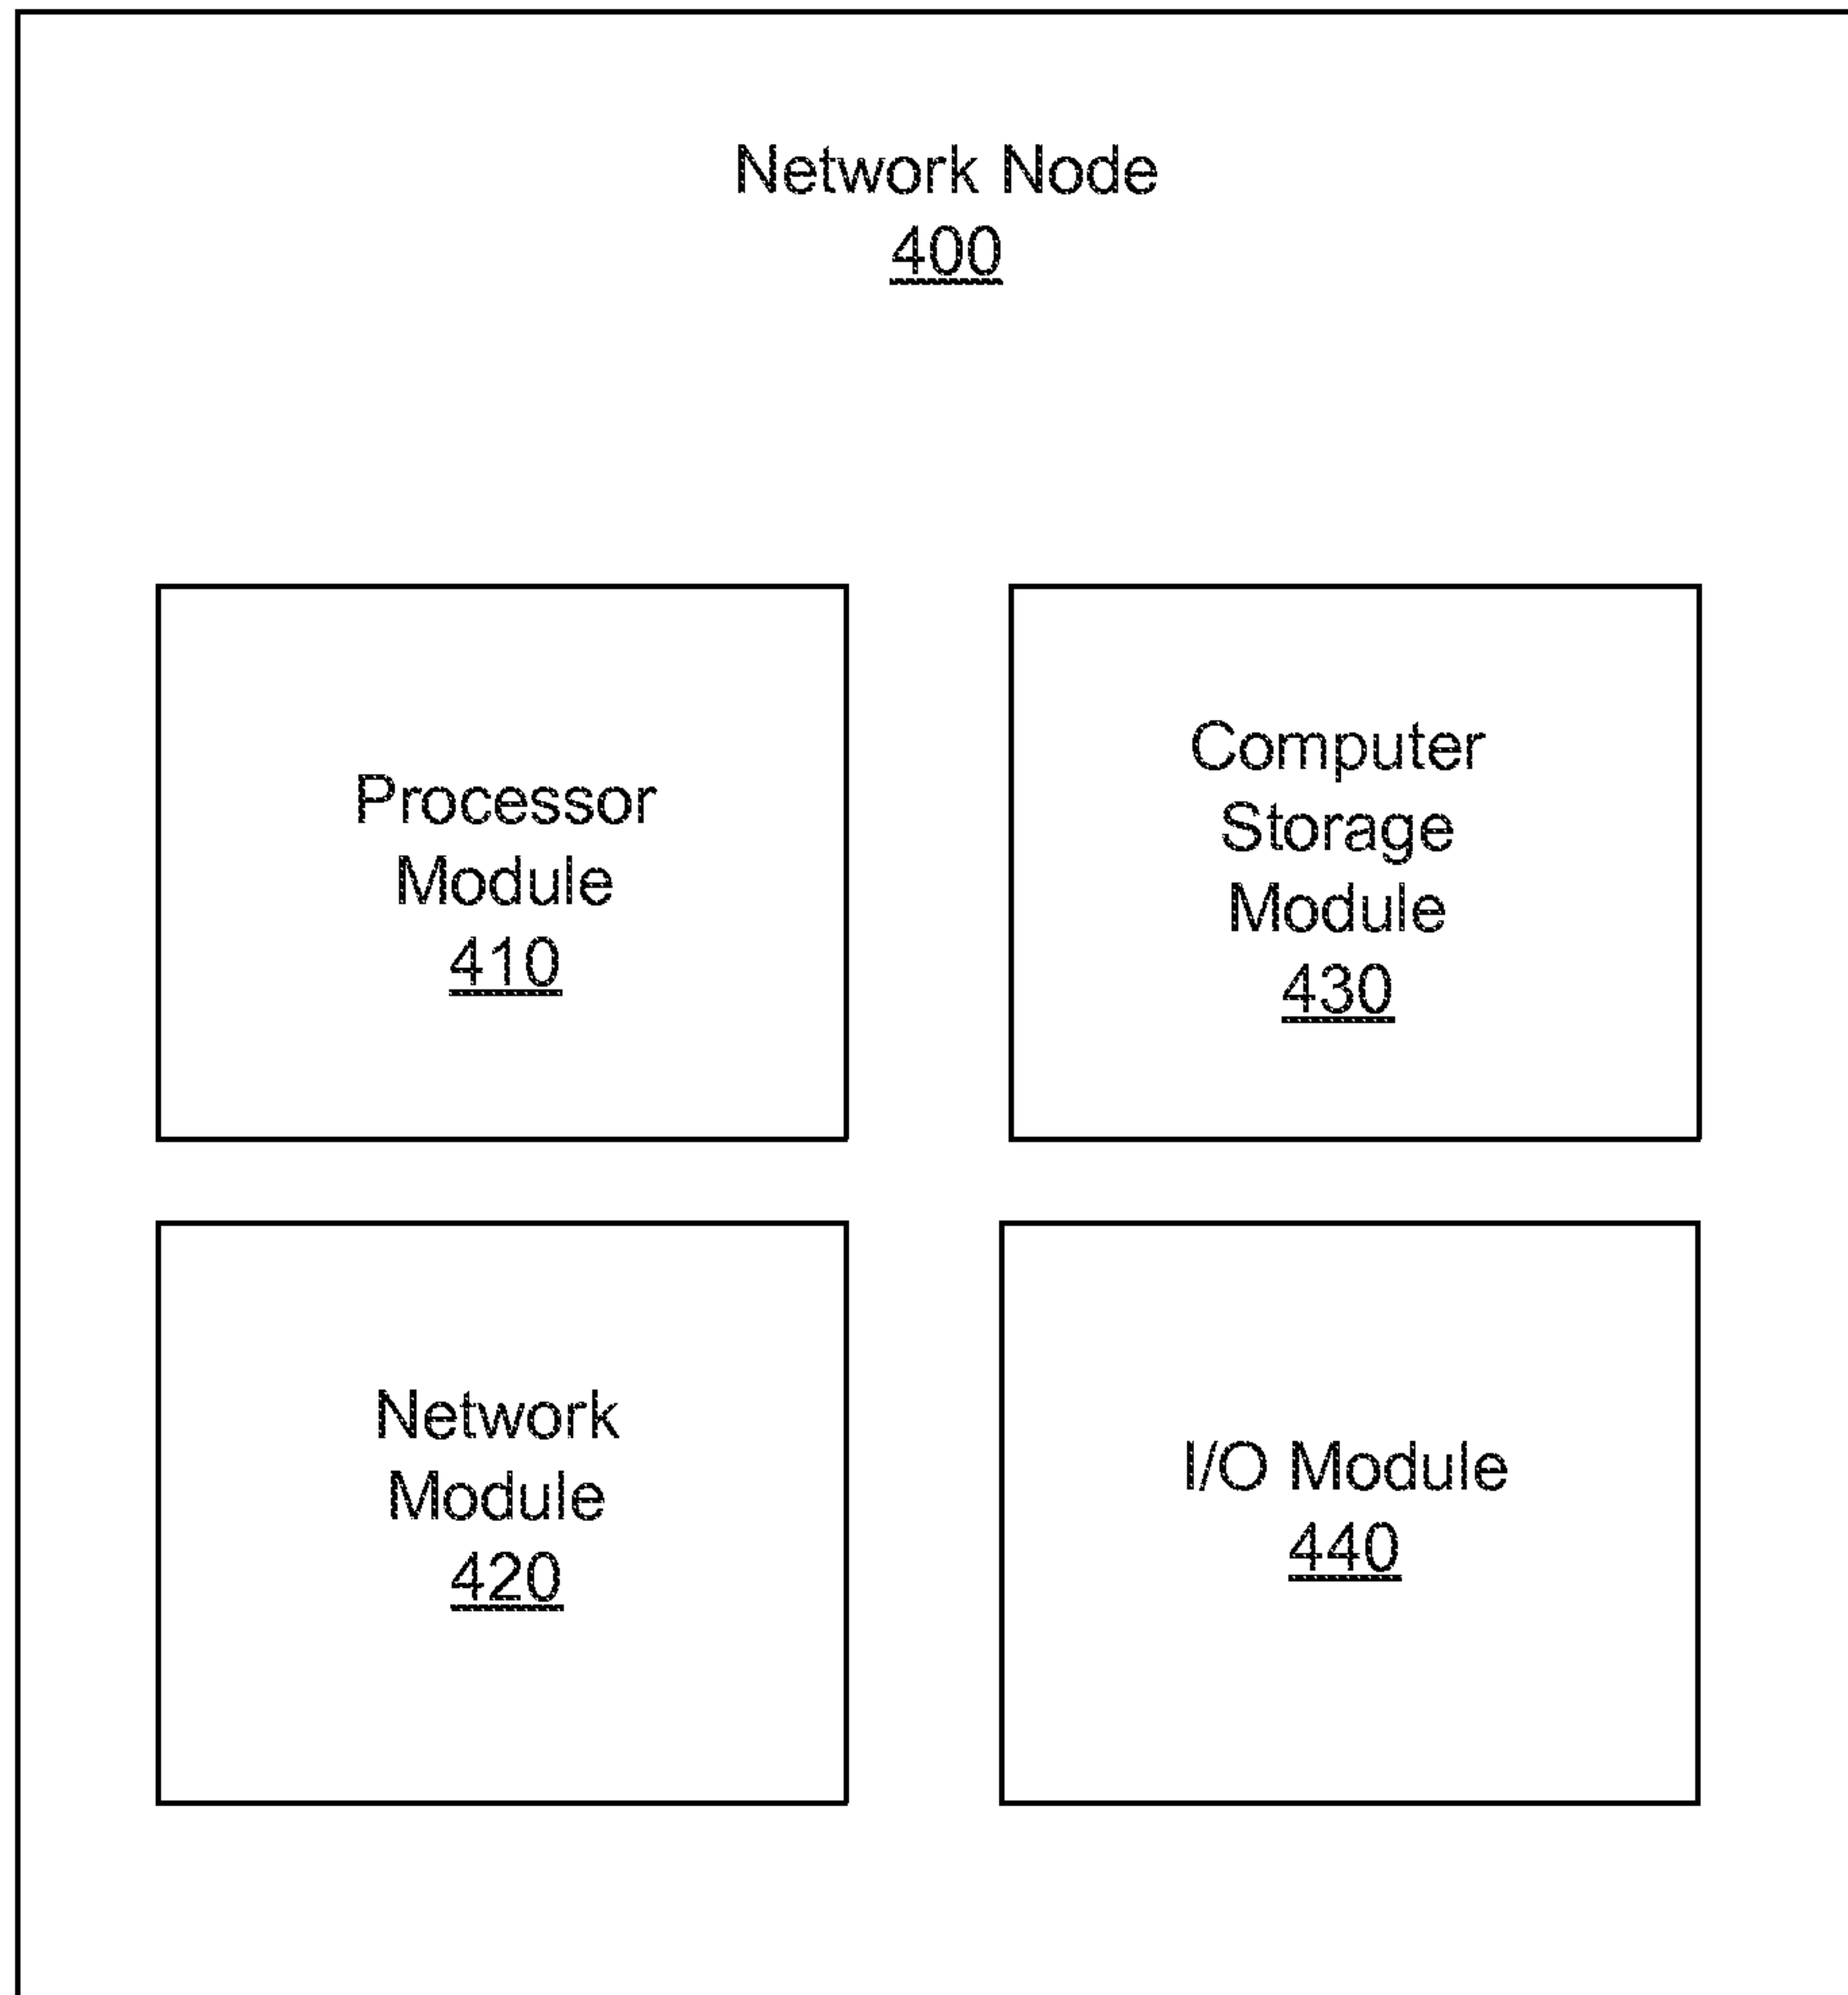 Network Node
400
Processor
Module
410
Computer
Storage
Module
430
Network
Module
420
I/O Module
440